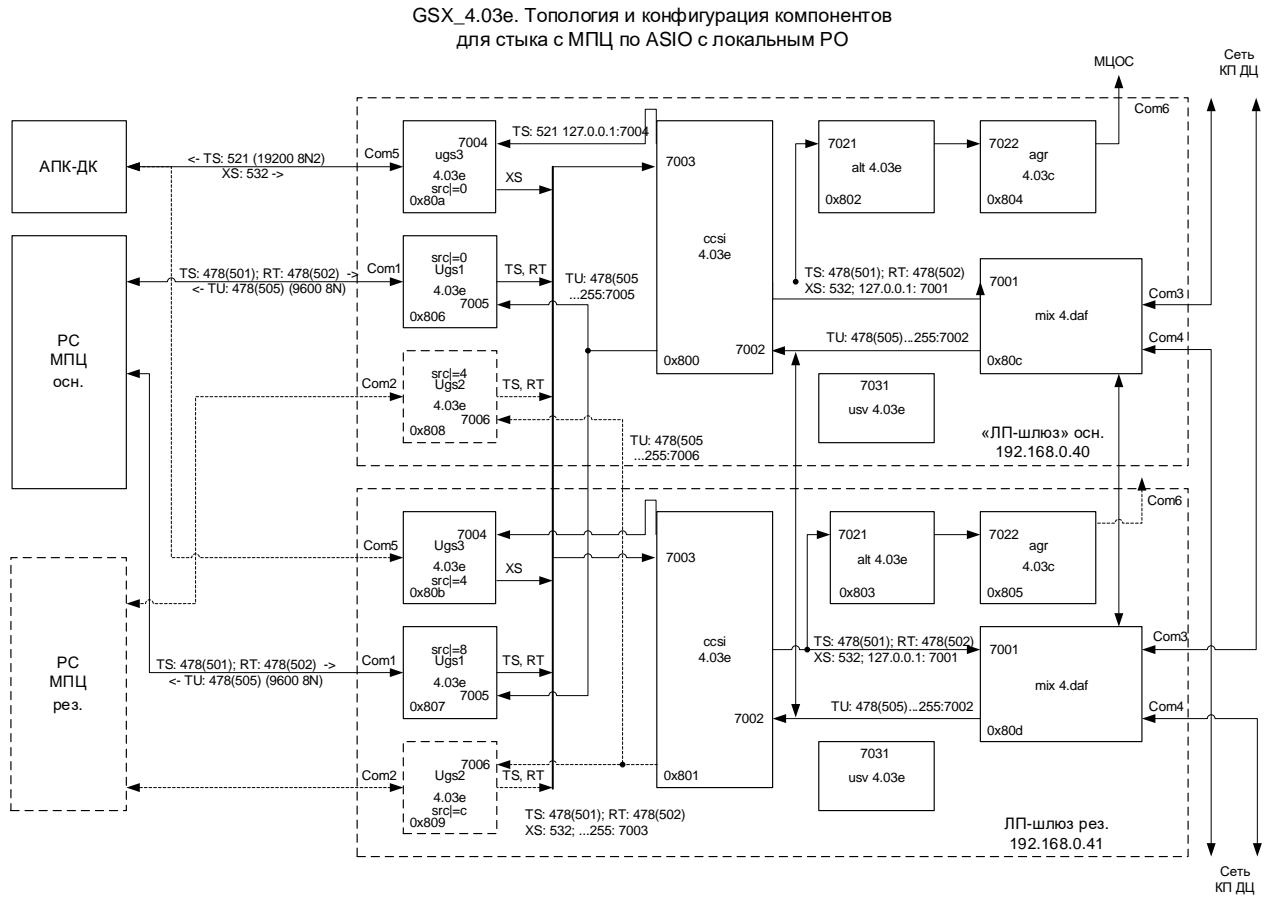 GSX_4.03e. Топология и конфигурация компонентов
для стыка с МПЦ по ASIO с локальным РО
МЦОС
Сеть
КП ДЦ
Com6
АПК-ДК
<- TS: 521 (19200 8N2)
XS: 532 ->
Com5
7004
ugs3
4.03e
src|=0
0x80a
XS
TS: 521 127.0.0.1:7004
7003
ccsi
4.03e
7002
0x800
7021
alt 4.03e
0x802
7022
agr
4.03c
0x804
РС
МПЦ
осн.
TS: 478(501); RT: 478(502) ->
<- TU: 478(505) (9600 8N)
Com1
src|=0
Ugs1
4.03e
7005
0x806
TS, RT
TU: 478(505
...255:7005
TS: 478(501); RT: 478(502)
XS: 532; 127.0.0.1: 7001
7001
mix 4.daf
0x80c
Com3
Com4
TU: 478(505)...255:7002
Com2
src|=4
Ugs2
4.03e
7006
0x808
TS, RT
TU: 478(505
...255:7006
7031
usv 4.03e
«ЛП-шлюз» осн.
192.168.0.40
Com6
Com5
7004
Ugs3
4.03e
src|=4
0x80b
XS
7003
ccsi
4.03e
7002
0x801
7021
alt 4.03e
0x803
7022
agr
4.03c
0x805
РС
МПЦ
рез.
TS: 478(501); RT: 478(502) ->
<- TU: 478(505) (9600 8N)
Com1
src|=8
Ugs1
4.03e
7005
0x807
TS, RT
TS: 478(501); RT: 478(502)
XS: 532; 127.0.0.1: 7001
7001
mix 4.daf
0x80d
Com3
Com4
TU: 478(505)...255:7002
Com2
7006
Ugs2
4.03e
src|=c
0x809
TS, RT
TS: 478(501); RT: 478(502)
XS: 532; ...255: 7003
7031
usv 4.03e
ЛП-шлюз рез.
192.168.0.41
Сеть
КП ДЦ